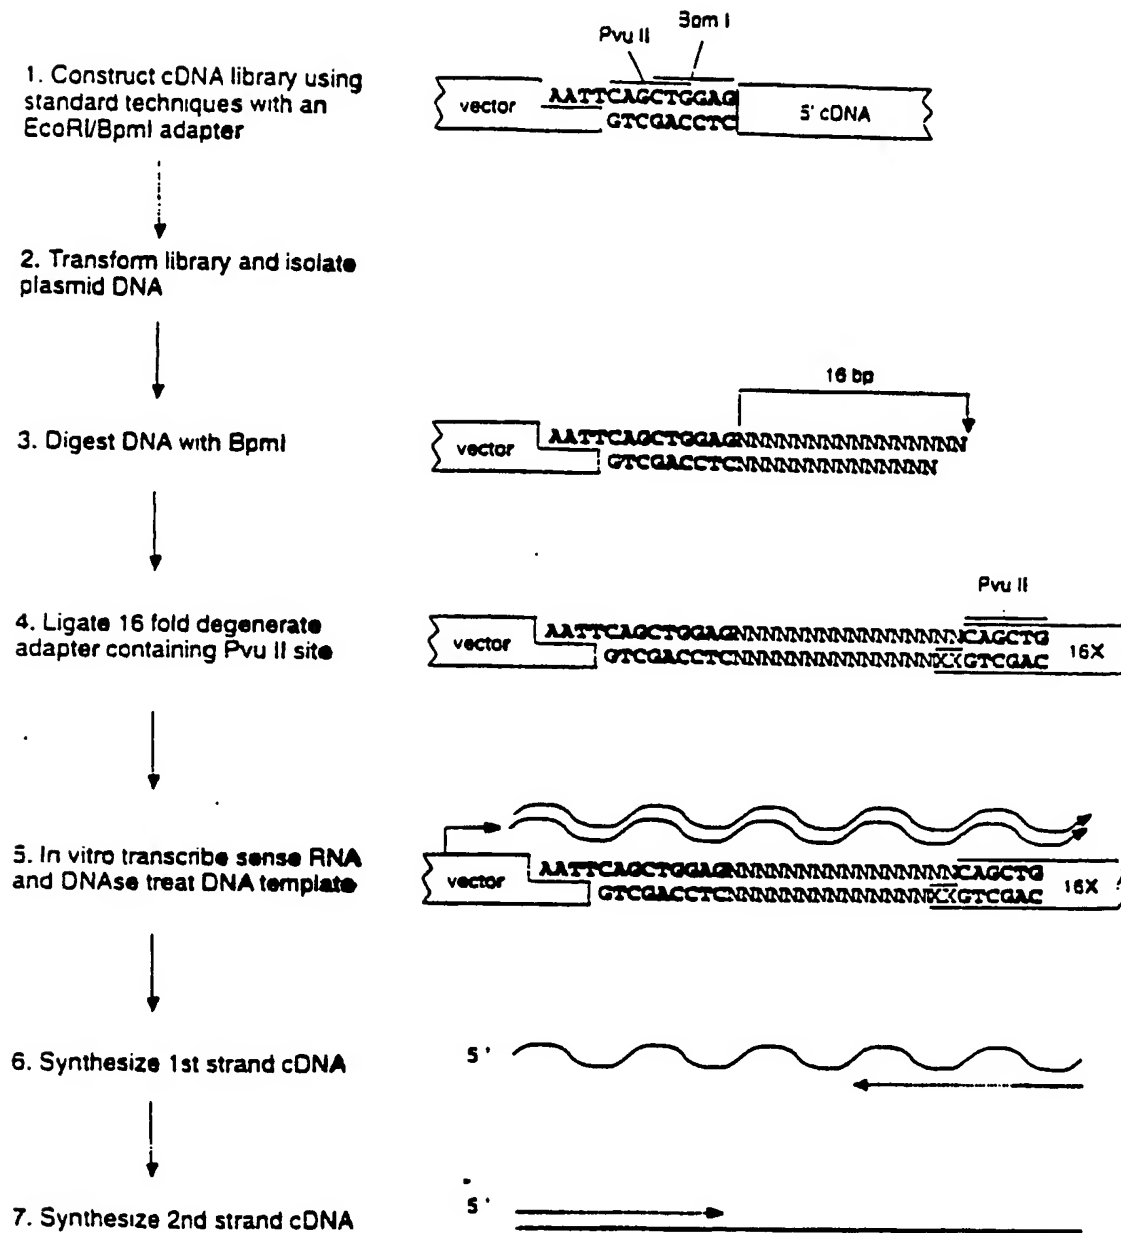 1. Construct cDNA library using
standard techniques with an
EcoRI/BpmI adapter
Bpm I
Pvu II
vector
AATTCAGCTGGAG
GTCGACCTC
5' cDNA
2. Transform library and isolate
plasmid DNA
3. Digest DNA with BpmI
16 bp
vector
AATTCAGCTGGAGNNNNNNNNNNNNNNNN
GTCGACCTCNNNNNNNNNNNNNN
4. Ligate 16 fold degenerate
adapter containing Pvu II site
Pvu II
vector
AATTCAGCTGGAGNNNNNNNNNNNNNNNNCAGCTG
GTCGACCTCNNNNNNNNNNNNNNXXGTCGAC
16X
5. In vitro transcribe sense RNA
and DNAse treat DNA template
vector
AATTCAGCTGGAGNNNNNNNNNNNNNNNNCAGCTG
GTCGACCTCNNNNNNNNNNNNNNXXGTCGAC
16X
6. Synthesize 1st strand cDNA
5'
7. Synthesize 2nd strand cDNA
5'